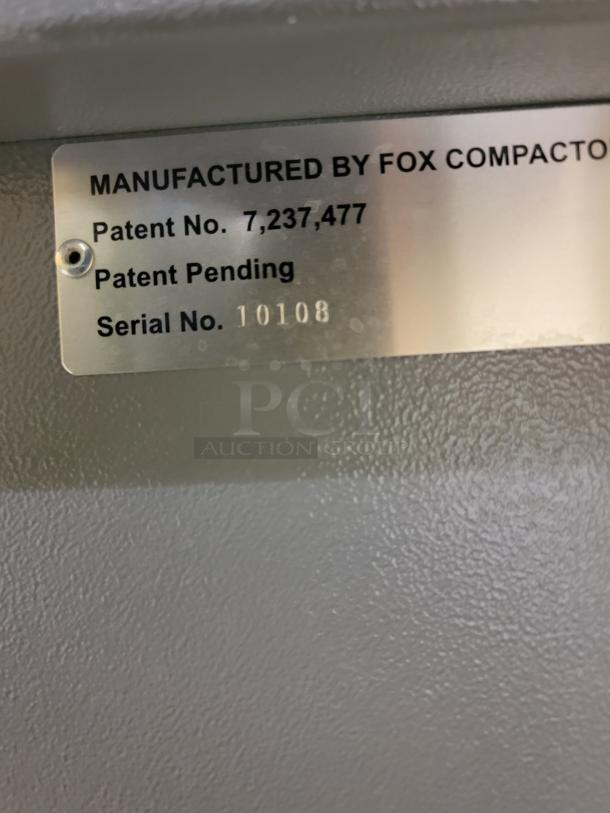 MANUFACTURED BY FOX COMPACTO
Patent No. 7,237,477
Patent Pending
Serial No. 10108
PCI
AUCTION GROUP